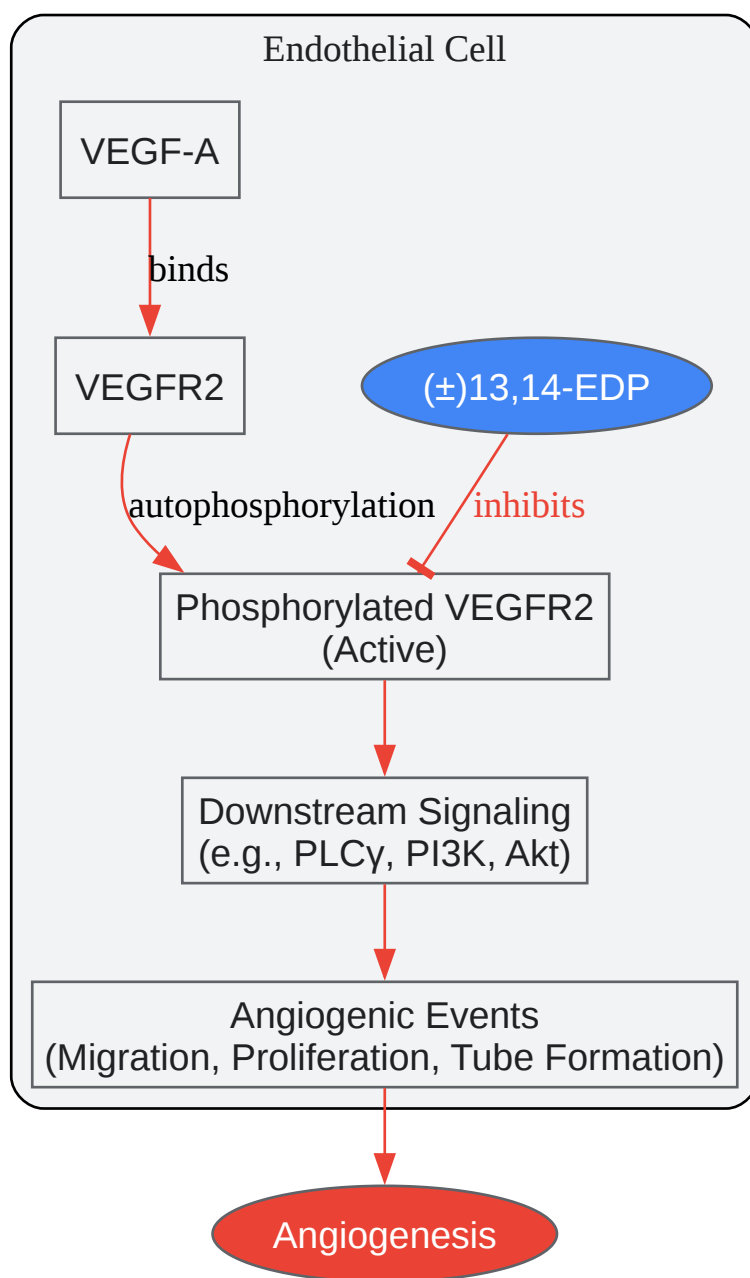 Endothelial Cell
VEGF-A
binds
VEGFR2
(±)13,14-EDP
autophosphorylation
inhibits
Phosphorylated VEGFR2
(Active)
Downstream Signaling
(e.g., PLCγ, PI3K, Akt)
Angiogenic Events
(Migration, Proliferation, Tube Formation)
Angiogenesis